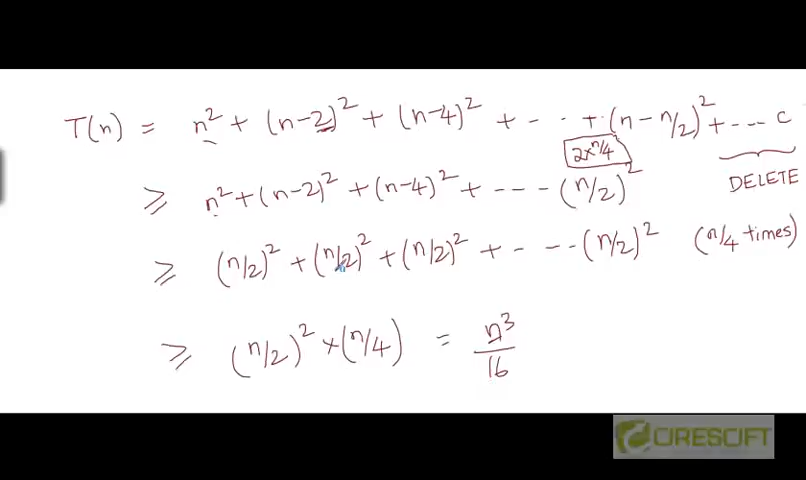 T(n) = n² + (n-2)² + (n-4)² + - - · + · (n - n/2)² + - - - c
2×n/4
≥ n² + (n-2)² + (n-4)² + - - - (n/2)²
DELETE
≥ (n/2)² + (n/2)² + (n/2)² + - - - · (n/2)² (n/4 times)
≥ (n/2)² × (n/4) = n³/16
CIRESOFT